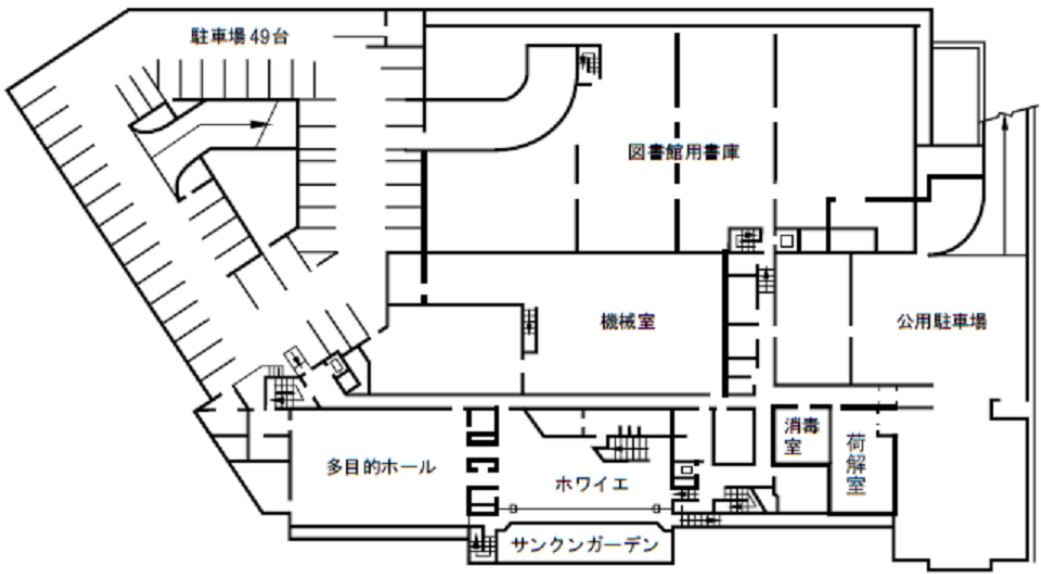 駐車場49台
図書館用書庫
機械室
公用駐車場
消毒
室
荷
解
室
多目的ホール
ホワイエ
サンクンガーデン